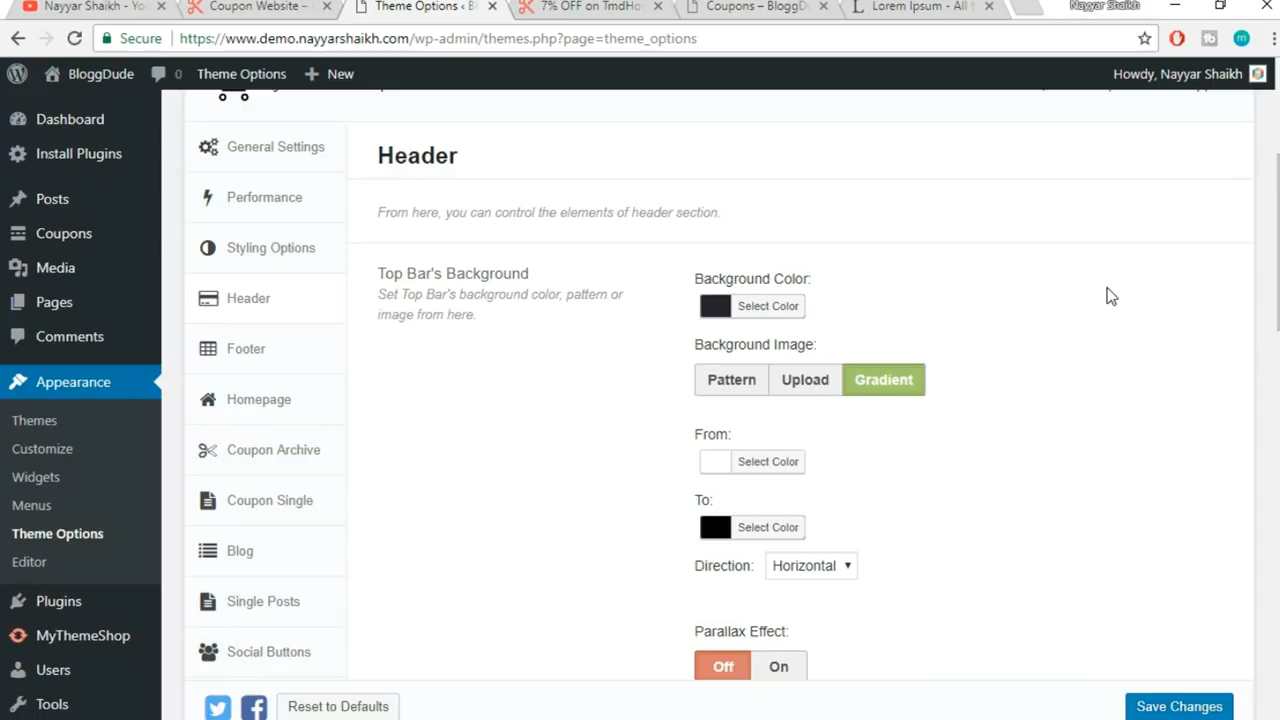 Nayyar Shaikh - Yo
Coupon Website –
Theme Options ‹ Bl
7% OFF on TmdHos
Coupons – BloggD
Lorem Ipsum - All t
Nayyar Shaikh
Secure
https://www.demo.nayyarshaikh.com/wp-admin/themes.php?page=theme_options
BloggDude
0
Theme Options
New
Howdy, Nayyar Shaikh
Dashboard
Install Plugins
Posts
Coupons
Media
Pages
Comments
Appearance
Themes
Customize
Widgets
Menus
Theme Options
Editor
Plugins
MyThemeShop
Users
Tools
General Settings
Performance
Styling Options
Header
Footer
Homepage
Coupon Archive
Coupon Single
Blog
Single Posts
Social Buttons
Header
From here, you can control the elements of header section.
Top Bar's Background
Set Top Bar's background color, pattern or
image from here.
Background Color:
Select Color
Background Image:
Pattern
Upload
Gradient
From:
Select Color
To:
Select Color
Direction:
Horizontal
Parallax Effect:
Off
On
Reset to Defaults
Save Changes